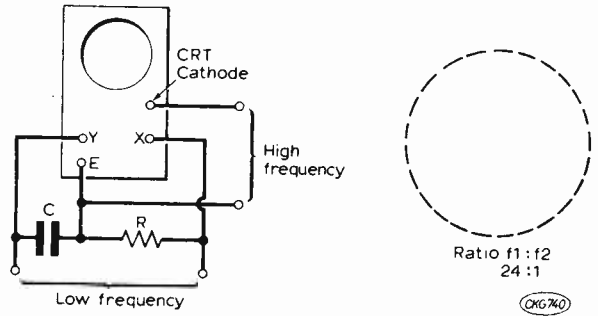 CRT
Cathode
Y
X
E
High
frequency
C
R
Low frequency
Ratio f1:f2
24:1
CKG740